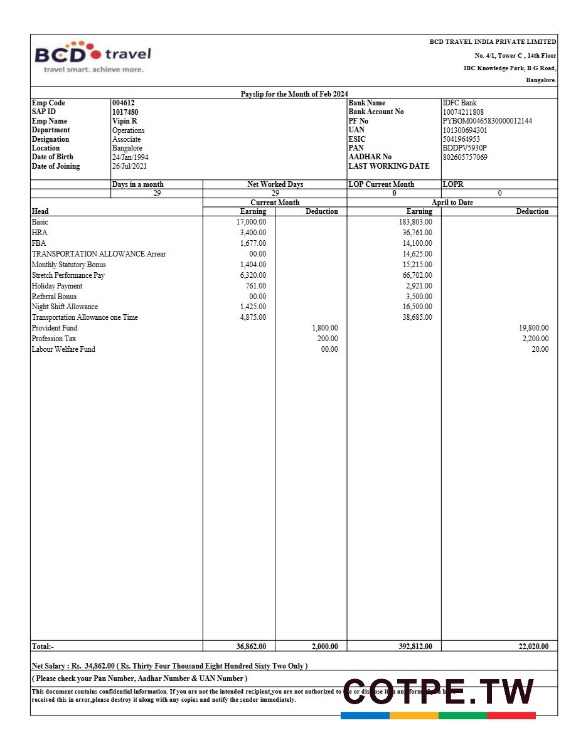 BCD travel
travel smart. achieve more.
BCD TRAVEL INDIA PRIVATE LIMITED
No. 4/1, Tower C , 14th Floor
IBC Knowledge Park, B G Road,
Bangalore.
Payslip for the Month of Feb 2024
Emp Code 004612 Bank Name IDFC Bank
SAP ID 1017480 Bank Account No 10074211808
Emp Name Vipin R PF No PYBOM00465830000012144
Department Operations UAN 101300694301
Designation Associate ESIC 5041964953
Location Bangalore PAN BDDPV5930P
Date of Birth 24/Jan/1994 AADHAR No 802605757069
Date of Joining 26/Jul/2021 LAST WORKING DATE
Days in a month Net Worked Days LOP Current Month LOPR
29 29 0 0
Current Month April to Date
Head Earning Deduction Earning Deduction
Basic 17,000.00 183,803.00
HRA 3,400.00 36,761.00
FBA 1,677.00 14,100.00
TRANSPORTATION ALLOWANCE Arrear 00.00 14,625.00
Monthly Statutory Bonus 1,404.00 15,215.00
Stretch Performance Pay 6,320.00 66,702.00
Holiday Payment 761.00 2,921.00
Referral Bonus 00.00 3,500.00
Night Shift Allowance 1,425.00 16,500.00
Transportation Allowance one Time 4,875.00 38,685.00
Provident Fund 1,800.00 19,800.00
Profession Tax 200.00 2,200.00
Labour Welfare Fund 00.00 20.00
Total:- 36,862.00 2,000.00 392,812.00 22,020.00
Net Salary : Rs. 34,862.00 ( Rs. Thirty Four Thousand Eight Hundred Sixty Two Only )
( Please check your Pan Number, Aadhar Number & UAN Number )
This document contains confidential information. If you are not the intended recipient,you are not authorized to
received this in error,please destroy it along with any copies and notify the sender immediately.
COTPE.TW